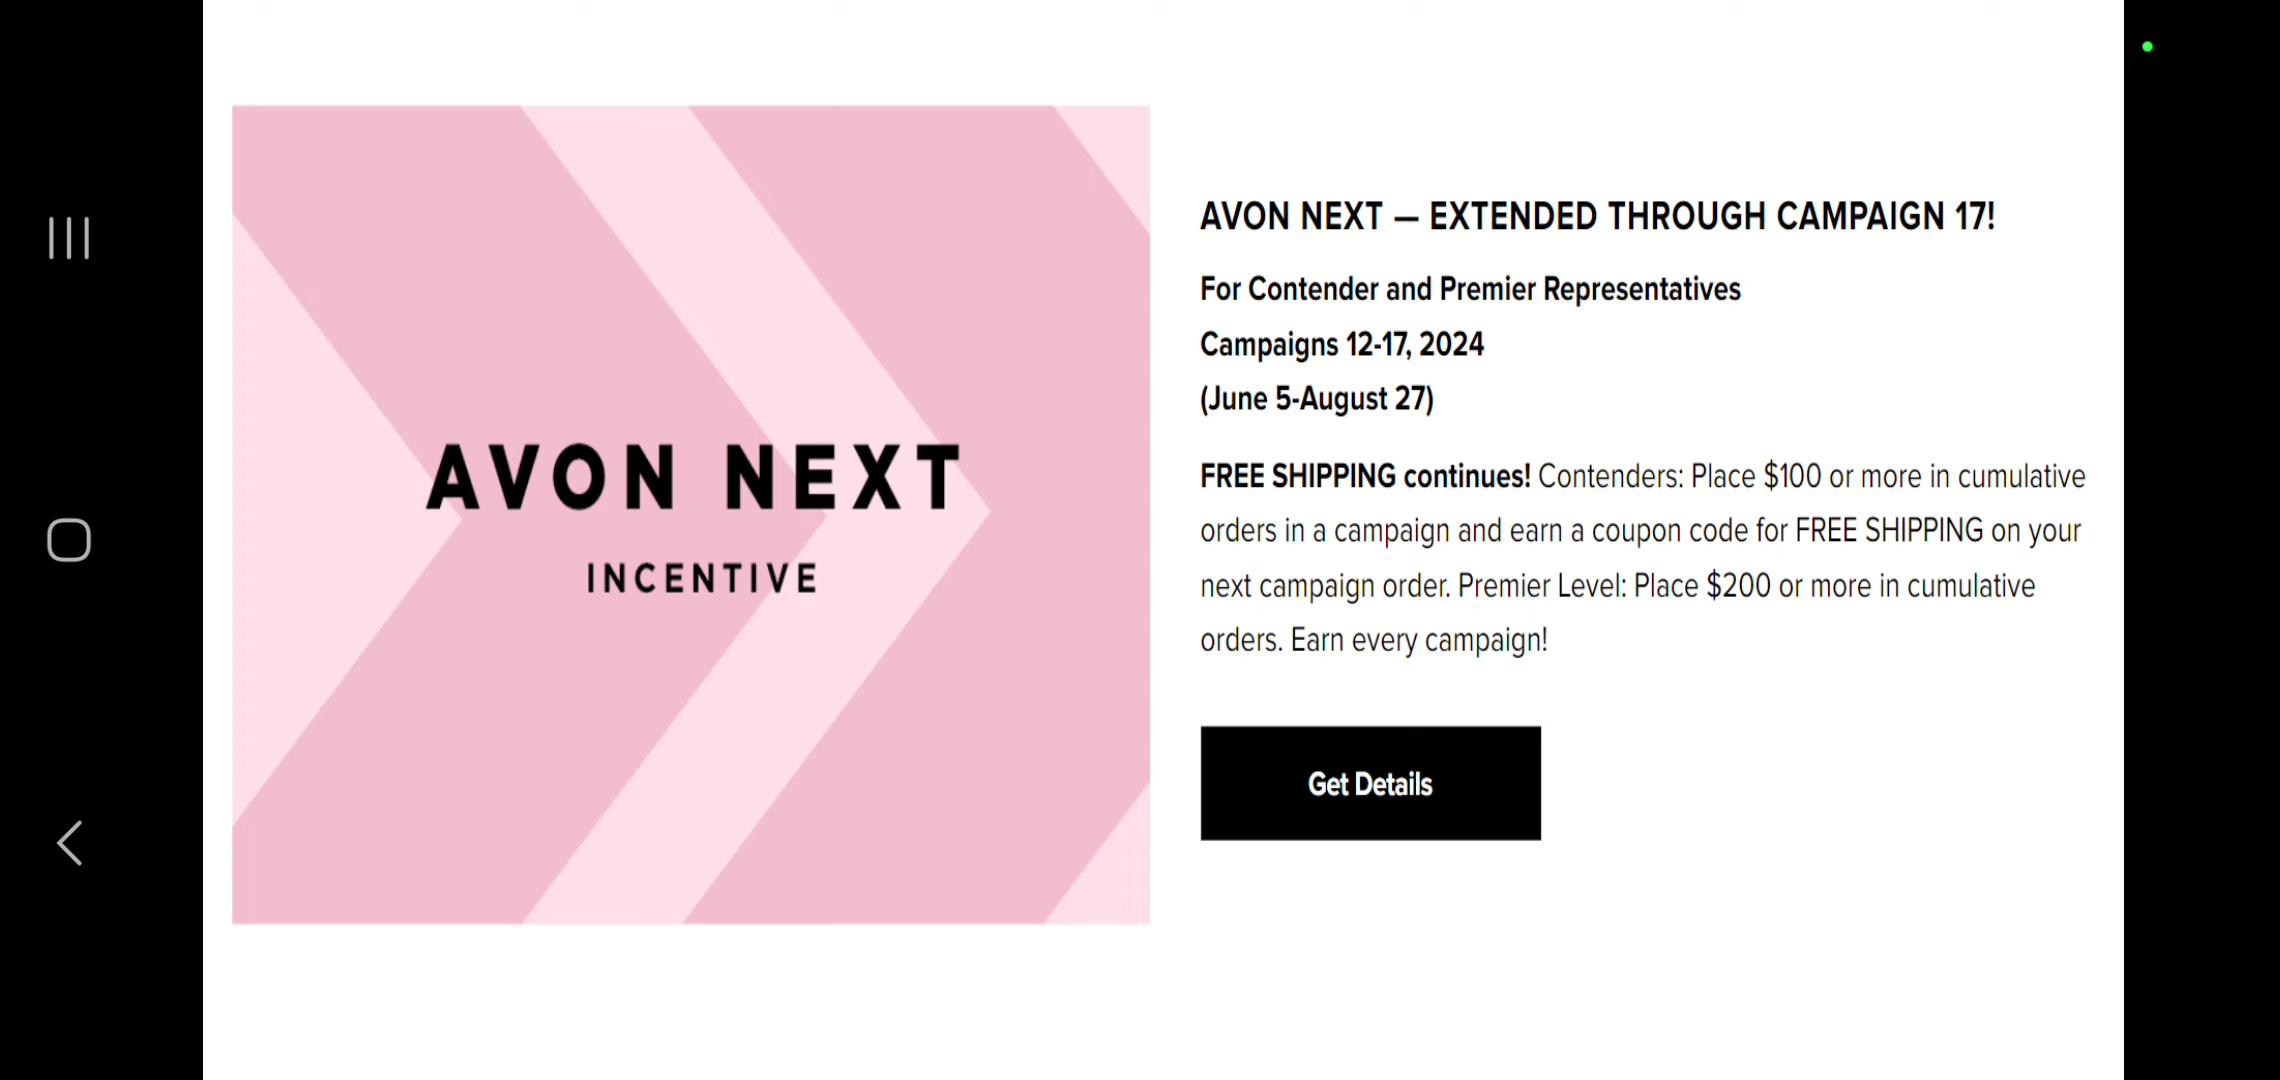 AVON NEXT
INCENTIVE
AVON NEXT — EXTENDED THROUGH CAMPAIGN 17!
For Contender and Premier Representatives
Campaigns 12-17, 2024
(June 5-August 27)
FREE SHIPPING continues! Contenders: Place $100 or more in cumulative
orders in a campaign and earn a coupon code for FREE SHIPPING on your
next campaign order. Premier Level: Place $200 or more in cumulative
orders. Earn every campaign!
Get Details